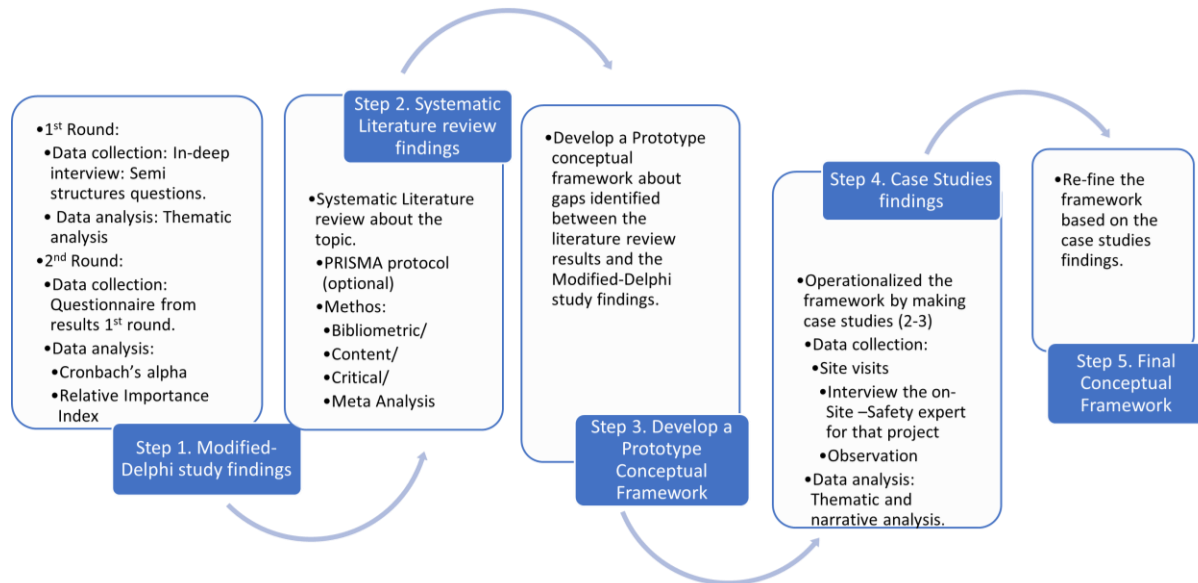 •1st Round:
•Data collection: In-deep
interview: Semi
structures questions.
• Data analysis: Thematic
analysis
•2nd Round:
•Data collection:
Questionnaire from
results 1st round.
•Data analysis:
•Cronbach's alpha
•Relative Importance
Index
Step 1. Modified-
Delphi study findings
Step 2. Systematic
Literature review
findings
•Systematic Literature
review about the
topic.
•PRISMA protocol
(optional)
•Methos:
•Bibliometric/
•Content/
•Critical/
•Meta Analysis
•Develop a Prototype
conceptual
framework about
gaps identified
between the
literature review
results and the
Modified-Delphi
study findings.
Step 3. Develop a
Prototype
Conceptual
Framework
Step 4. Case Studies
findings
•Operationalized the
framework by making
case studies (2-3)
•Data collection:
•Site visits
•Interview the on-
Site –Safety expert
for that project
•Observation
•Data analysis:
Thematic and
narrative analysis.
•Re-fine the
framework
based on the
case studies
findings.
Step 5. Final
Conceptual
Framework